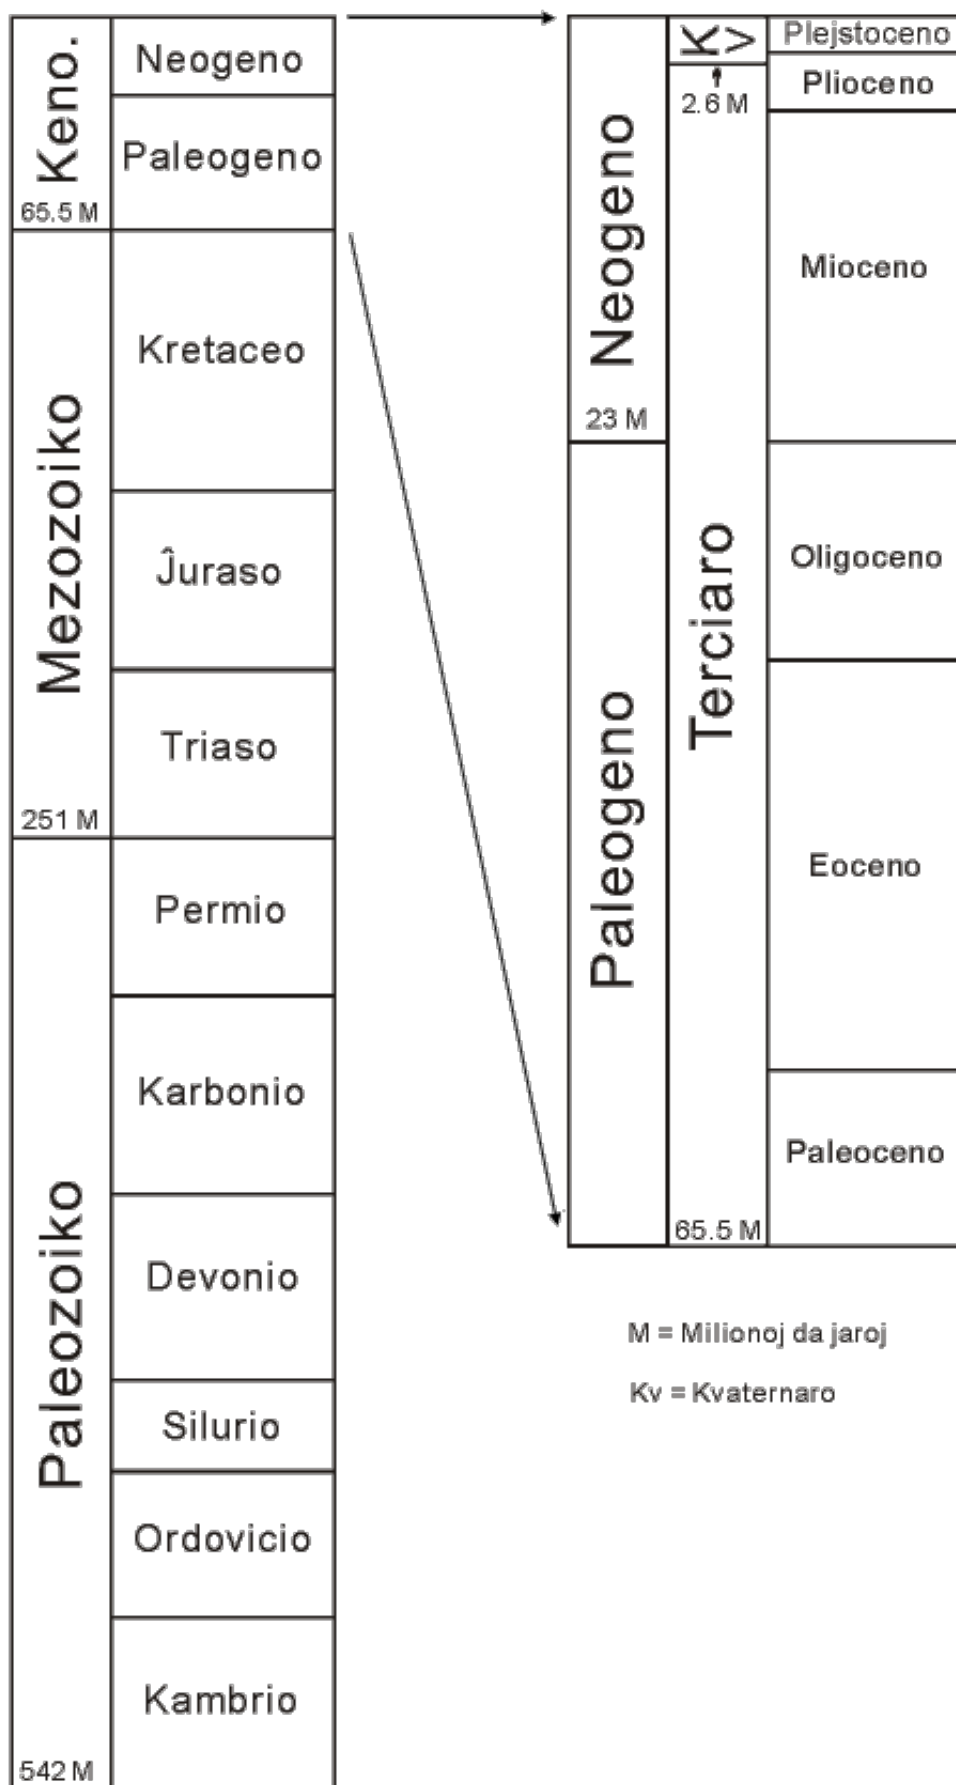 Keno.
65.5 M
Neogeno
Paleogeno
Mezozoiko
251 M
Kretaceo
Ĵuraso
Triaso
Paleozoiko
542 M
Permio
Karbonio
Devonio
Silurio
Ordovicio
Kambrio
Neogeno
23 M
Paleogeno
Kv
2.6 M
Terciaro
65.5 M
Plejstoceno
Plioceno
Mioceno
Oligoceno
Eoceno
Paleoceno
M = Milionoj da jaroj
Kv = Kvaternaro